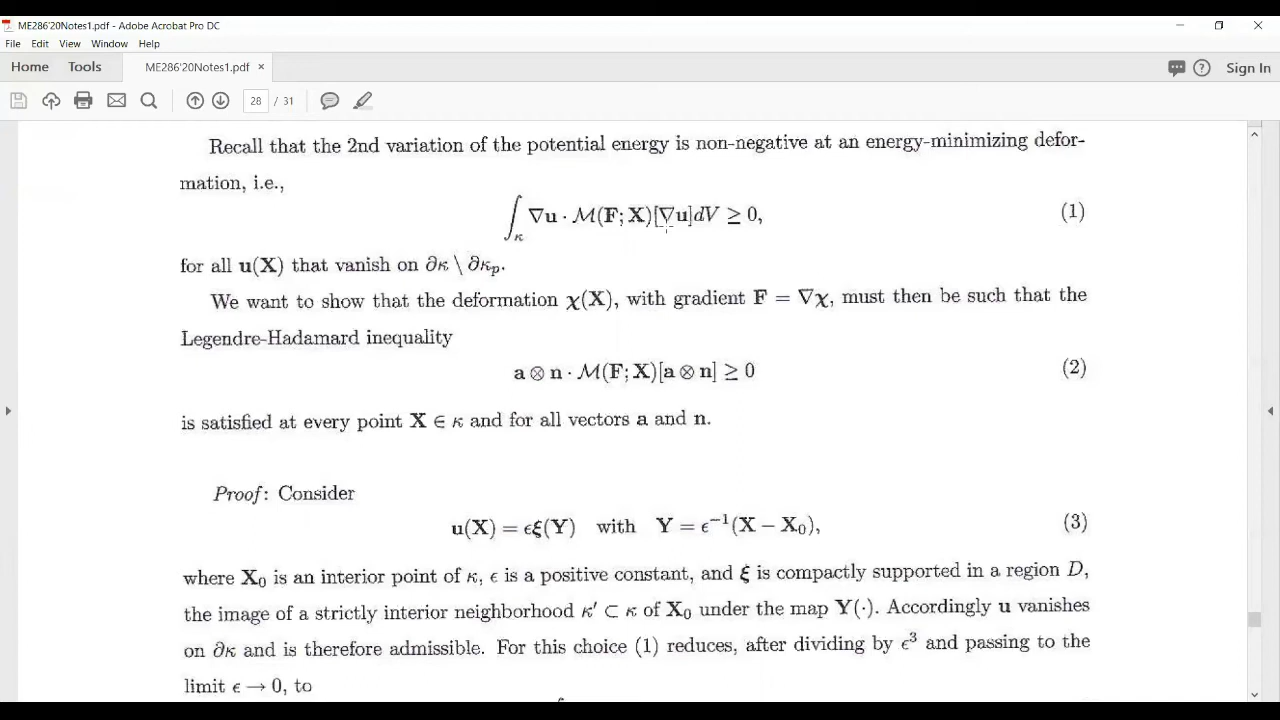 ME286'20Notes1.pdf - Adobe Acrobat Pro DC
File Edit View Window Help
Home Tools ME286'20Notes1.pdf × Sign In
28 / 31
Recall that the 2nd variation of the potential energy is non-negative at an energy-minimizing defor-
mation, i.e.,
∫κ ∇u · ℳ(F; X)[∇u]dV ≥ 0, (1)
for all u(X) that vanish on ∂κ \ ∂κp.
We want to show that the deformation χ(X), with gradient F = ∇χ, must then be such that the
Legendre-Hadamard inequality
a ⊗ n · ℳ(F; X)[a ⊗ n] ≥ 0 (2)
is satisfied at every point X ∈ κ and for all vectors a and n.
Proof: Consider
u(X) = ϵξ(Y) with Y = ϵ⁻¹(X − X₀), (3)
where X₀ is an interior point of κ, ϵ is a positive constant, and ξ is compactly supported in a region D,
the image of a strictly interior neighborhood κ′ ⊂ κ of X₀ under the map Y(·). Accordingly u vanishes
on ∂κ and is therefore admissible. For this choice (1) reduces, after dividing by ϵ³ and passing to the
limit ϵ → 0, to